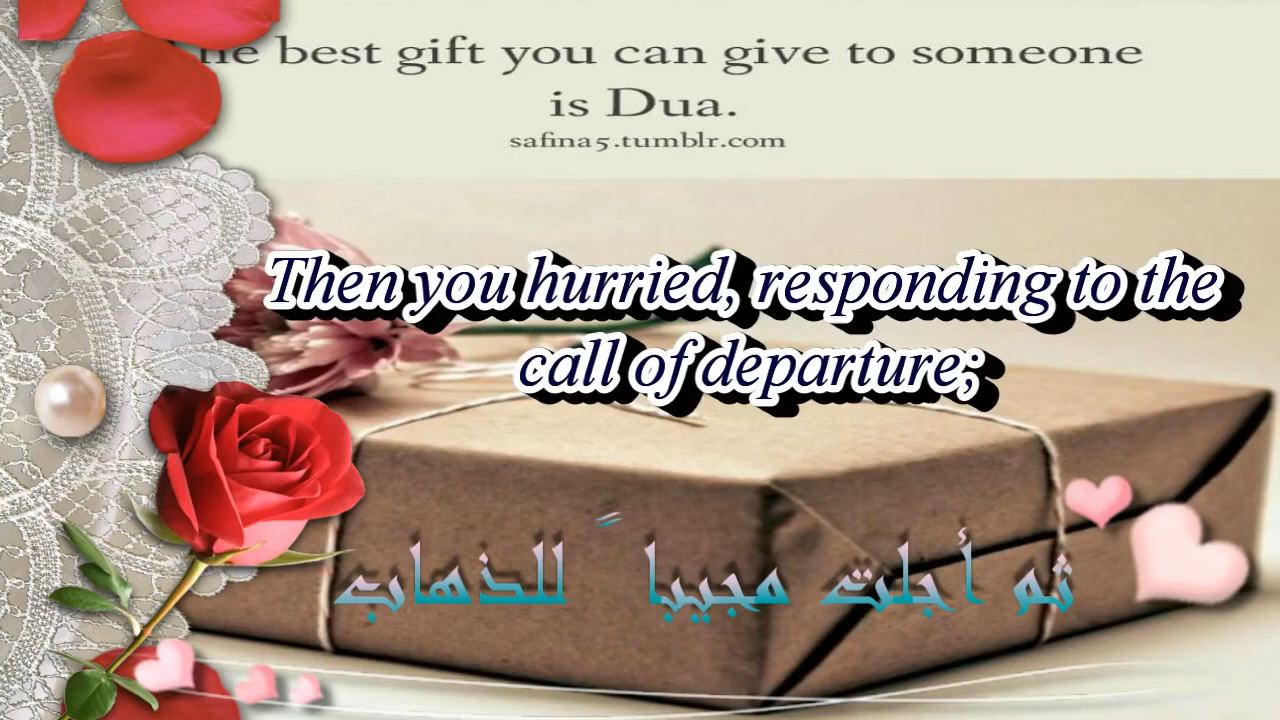 The best gift you can give to someone
is Dua.
safina5.tumblr.com
Then you hurried, responding to the
call of departure;
ثم أجلت مجيباً للذهاب